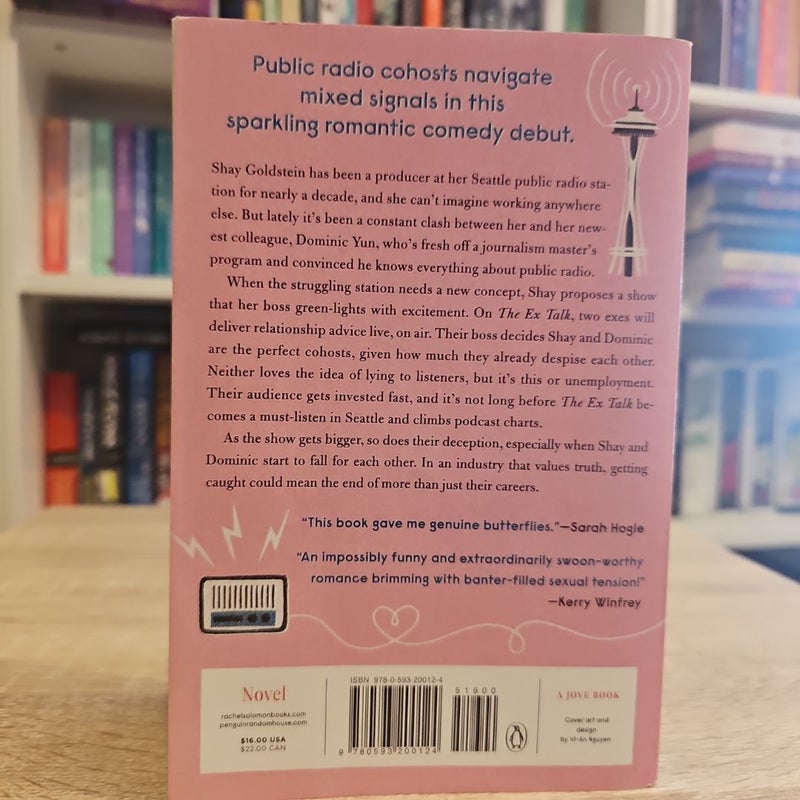 Public radio cohosts navigate
mixed signals in this
sparkling romantic comedy debut.
Shay Goldstein has been a producer at her Seattle public radio sta-
tion for nearly a decade, and she can't imagine working anywhere
else. But lately it's been a constant clash between her and her new-
est colleague, Dominic Yun, who's fresh off a journalism master's
program and convinced he knows everything about public radio.
When the struggling station needs a new concept, Shay proposes a show
that her boss green-lights with excitement. On The Ex Talk, two exes will
deliver relationship advice live, on air. Their boss decides Shay and Dominic
are the perfect cohosts, given how much they already despise each other.
Neither loves the idea of lying to listeners, but it's this or unemployment.
Their audience gets invested fast, and it's not long before The Ex Talk be-
comes a must-listen in Seattle and climbs podcast charts.
As the show gets bigger, so does their deception, especially when Shay and
Dominic start to fall for each other. In an industry that values truth, getting
caught could mean the end of more than just their careers.
"This book gave me genuine butterflies."—Sarah Hogle
"An impossibly funny and extraordinarily swoon-worthy
romance brimming with banter-filled sexual tension!"
—Kerry Winfrey
Novel
rachelsolomonbooks.com
penguinrandomhouse.com
$16.00 USA
$22.00 CAN
ISBN 978-0-593-20012-4
51600
9 780593 200124
A JOVE BOOK
Cover art and
design
by Vi-An Nguyen